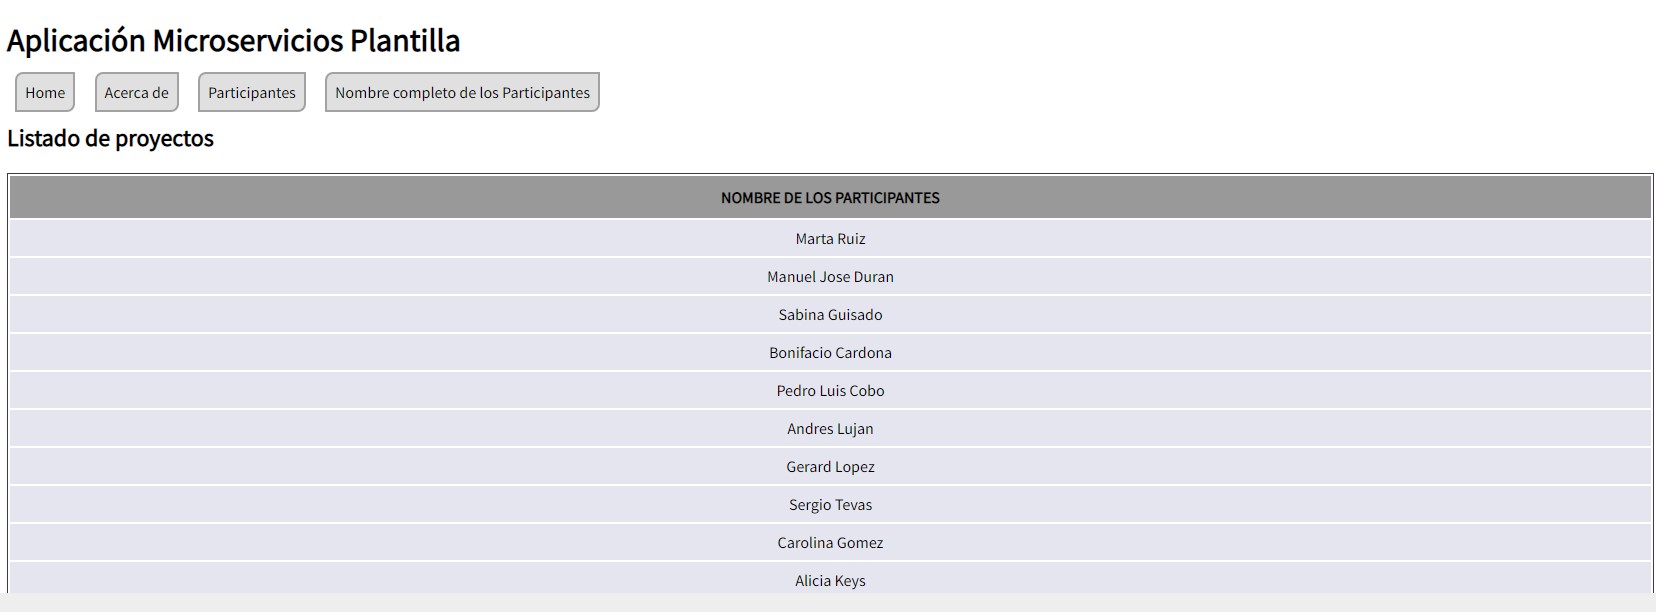 Aplicación Microservicios Plantilla
Home Acerca de Participantes Nombre completo de los Participantes
Listado de proyectos
NOMBRE DE LOS PARTICIPANTES
Marta Ruiz
Manuel Jose Duran
Sabina Guisado
Bonifacio Cardona
Pedro Luis Cobo
Andres Lujan
Gerard Lopez
Sergio Tevas
Carolina Gomez
Alicia Keys